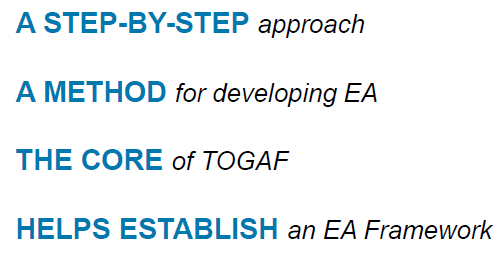 A STEP-BY-STEP approach
A METHOD for developing EA
THE CORE of TOGAF
HELPS ESTABLISH an EA Framework